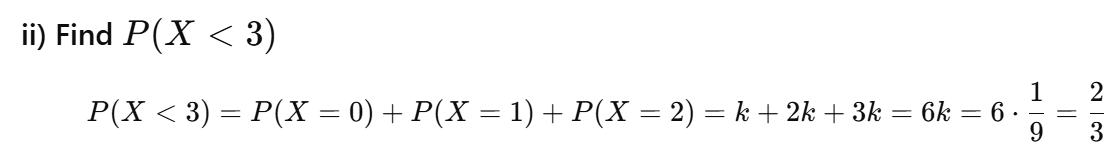 ii) Find P(X < 3)
P(X < 3) = P(X = 0) + P(X = 1) + P(X = 2) = k + 2k + 3k = 6k = 6 · 1/9 = 2/3